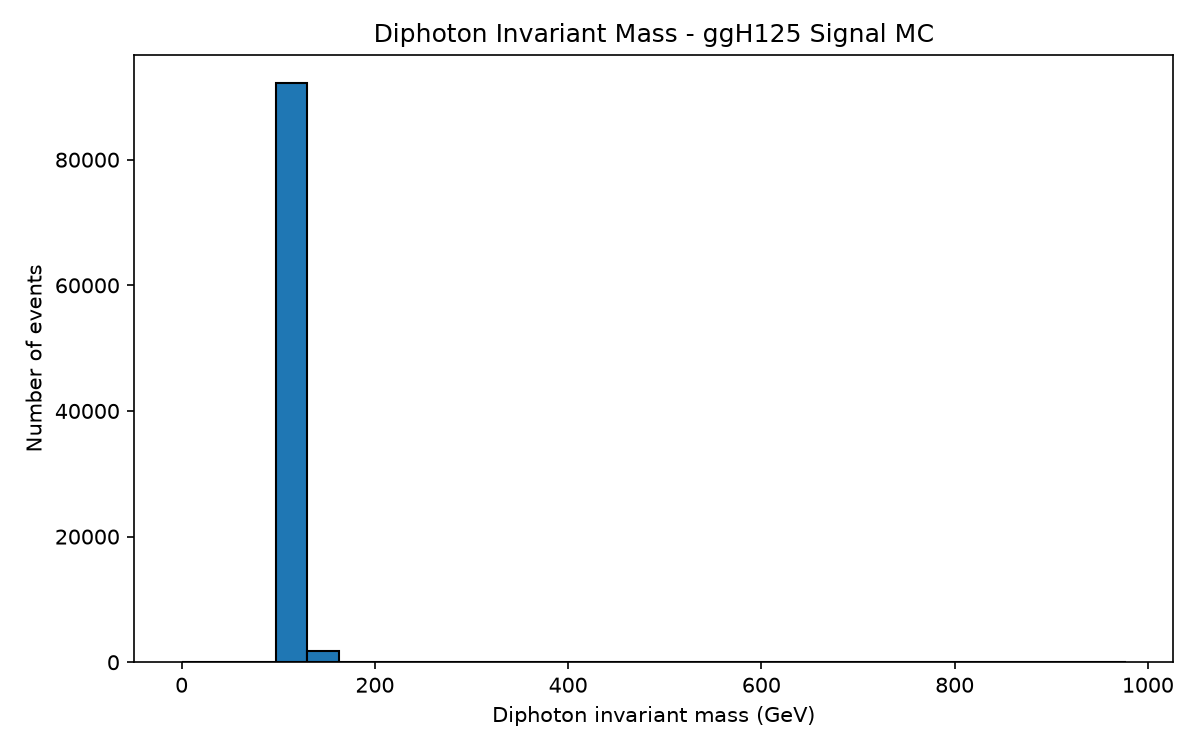 Diphoton Invariant Mass - ggH125 Signal MC
Number of events
80000
60000
40000
20000
0
0 200 400 600 800 1000
Diphoton invariant mass (GeV)